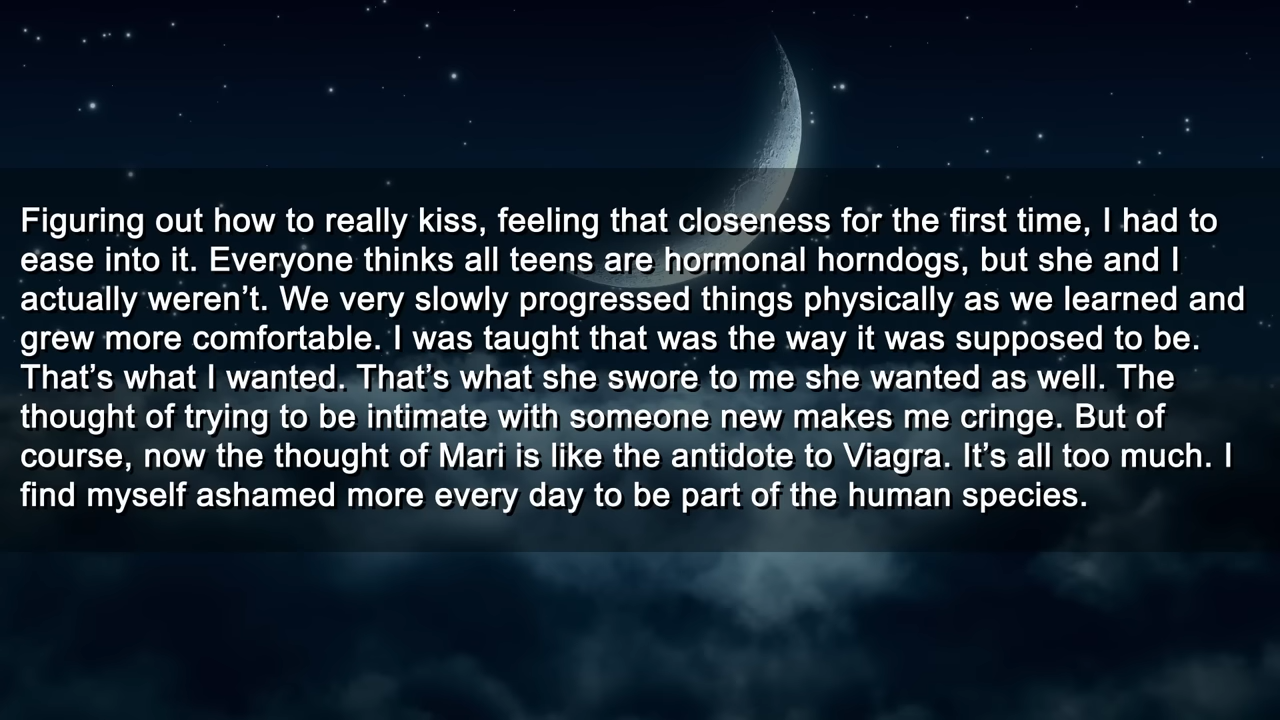 Figuring out how to really kiss, feeling that closeness for the first time, I had to
ease into it. Everyone thinks all teens are hormonal horndogs, but she and I
actually weren’t. We very slowly progressed things physically as we learned and
grew more comfortable. I was taught that was the way it was supposed to be.
That’s what I wanted. That’s what she swore to me she wanted as well. The
thought of trying to be intimate with someone new makes me cringe. But of
course, now the thought of Mari is like the antidote to Viagra. It’s all too much. I
find myself ashamed more every day to be part of the human species.